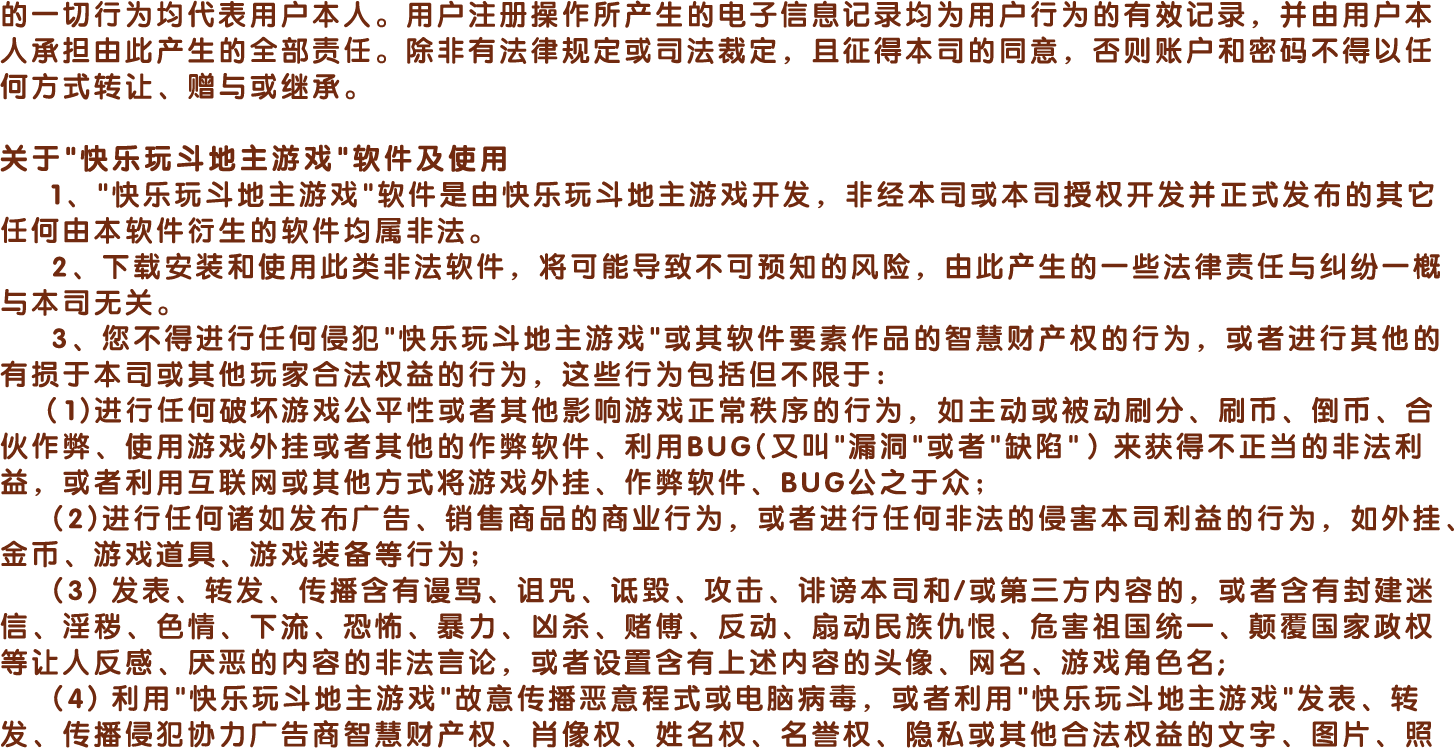 的一切行为均代表用户本人。用户注册操作所产生的电子信息记录均为用户行为的有效记录，并由用户本
人承担由此产生的全部责任。除非有法律规定或司法裁定，且征得本司的同意，否则账户和密码不得以任
何方式转让、赠与或继承。
关于"快乐玩斗地主游戏"软件及使用
1、"快乐玩斗地主游戏"软件是由快乐玩斗地主游戏开发，非经本司或本司授权开发并正式发布的其它
任何由本软件衍生的软件均属非法。
2、下载安装和使用此类非法软件，将可能导致不可预知的风险，由此产生的一些法律责任与纠纷一概
与本司无关。
3、您不得进行任何侵犯"快乐玩斗地主游戏"或其软件要素作品的智慧财产权的行为，或者进行其他的
有损于本司或其他玩家合法权益的行为，这些行为包括但不限于：
（1)进行任何破坏游戏公平性或者其他影响游戏正常秩序的行为，如主动或被动刷分、刷币、倒币、合
伙作弊、使用游戏外挂或者其他的作弊软件、利用BUG(又叫"漏洞"或者"缺陷"）来获得不正当的非法利
益，或者利用互联网或其他方式将游戏外挂、作弊软件、BUG公之于众；
（2)进行任何诸如发布广告、销售商品的商业行为，或者进行任何非法的侵害本司利益的行为，如外挂、
金币、游戏道具、游戏装备等行为；
（3）发表、转发、传播含有谩骂、诅咒、诋毁、攻击、诽谤本司和/或第三方内容的，或者含有封建迷
信、淫秽、色情、下流、恐怖、暴力、凶杀、赌傅、反动、扇动民族仇恨、危害祖国统一、颠覆国家政权
等让人反感、厌恶的内容的非法言论，或者设置含有上述内容的头像、网名、游戏角色名;
（4）利用"快乐玩斗地主游戏"故意传播恶意程式或电脑病毒，或者利用"快乐玩斗地主游戏"发表、转
发、传播侵犯协力广告商智慧财产权、肖像权、姓名权、名誉权、隐私或其他合法权益的文字、图片、照